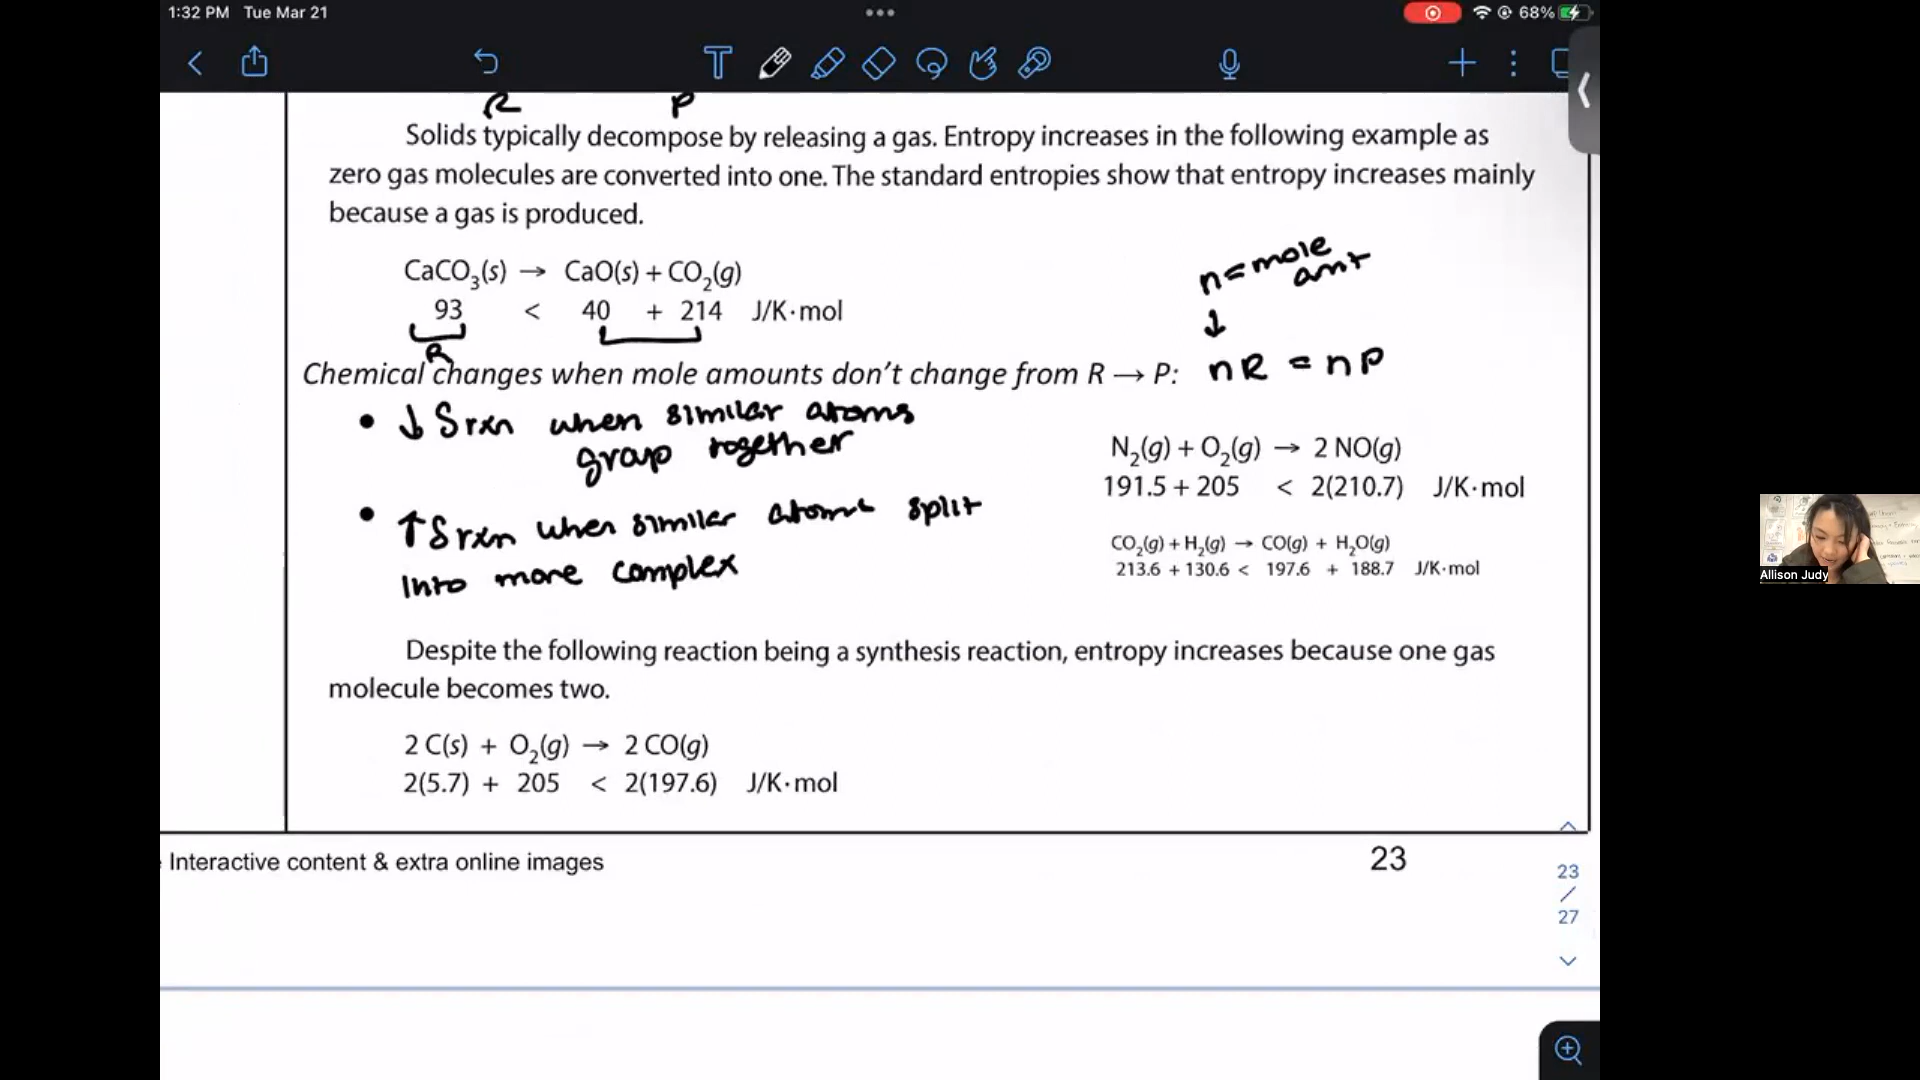 1:32 PM Tue Mar 21
68%
R P
Solids typically decompose by releasing a gas. Entropy increases in the following example as
zero gas molecules are converted into one. The standard entropies show that entropy increases mainly
because a gas is produced.
CaCO₃(s) → CaO(s) + CO₂(g)
93 < 40 + 214 J/K·mol
R
n = mole
amt
↓
Chemical changes when mole amounts don't change from R → P: nR = nP
• ↓ Srxn when similar atoms
group together
• ↑ Srxn when similar atoms split
into more complex
N₂(g) + O₂(g) → 2 NO(g)
191.5 + 205 < 2(210.7) J/K·mol
CO₂(g) + H₂(g) → CO(g) + H₂O(g)
213.6 + 130.6 < 197.6 + 188.7 J/K·mol
Despite the following reaction being a synthesis reaction, entropy increases because one gas
molecule becomes two.
2 C(s) + O₂(g) → 2 CO(g)
2(5.7) + 205 < 2(197.6) J/K·mol
Interactive content & extra online images
23
23
/
27
Allison Judy